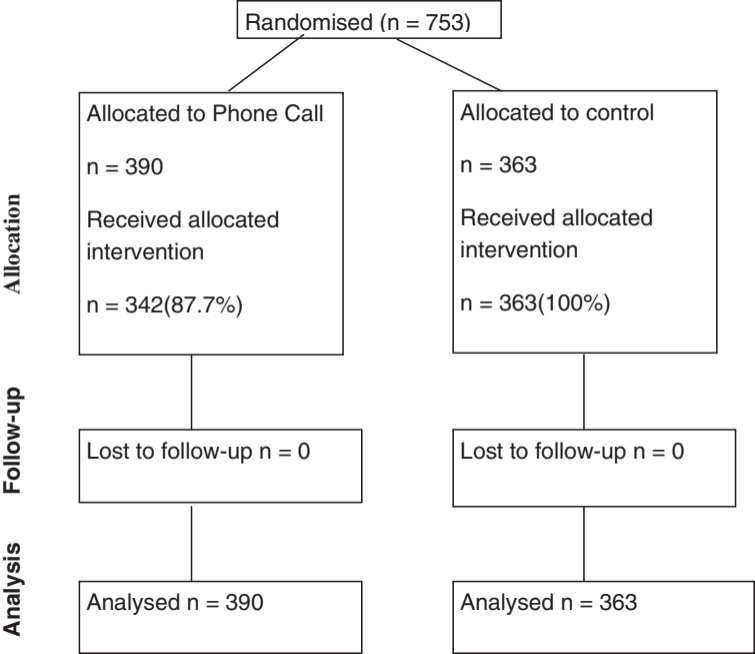 Randomised (n = 753)
Allocation
Allocated to Phone Call
n = 390
Received allocated
intervention
n = 342(87.7%)
Allocated to control
n = 363
Received allocated
intervention
n = 363(100%)
Follow-up
Lost to follow-up n = 0
Lost to follow-up n = 0
Analysis
Analysed n = 390
Analysed n = 363